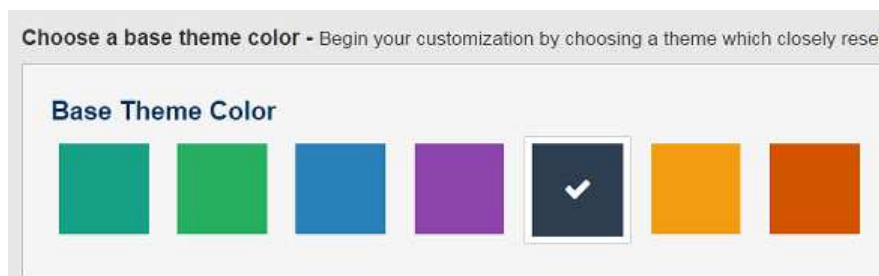 Choose a base theme color - Begin your customization by choosing a theme which closely rese
Base Theme Color